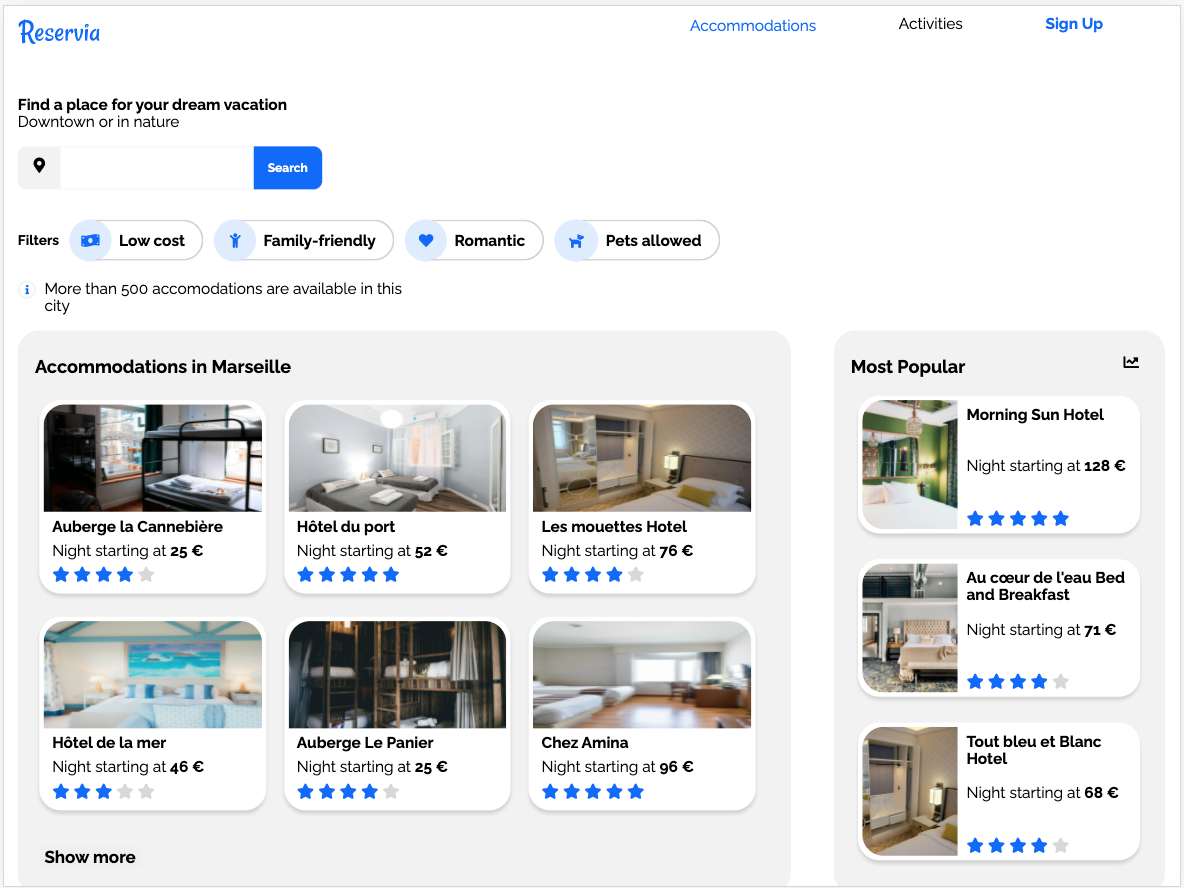 Reservia
Accommodations
Activities
Sign Up
Find a place for your dream vacation
Downtown or in nature
Search
Filters
Low cost
Family-friendly
Romantic
Pets allowed
More than 500 accomodations are available in this
city
Accommodations in Marseille
Auberge la Cannebière
Night starting at 25 €
Hôtel du port
Night starting at 52 €
Les mouettes Hotel
Night starting at 76 €
Hôtel de la mer
Night starting at 46 €
Auberge Le Panier
Night starting at 25 €
Chez Amina
Night starting at 96 €
Show more
Most Popular
Morning Sun Hotel
Night starting at 128 €
Au cœur de l'eau Bed
and Breakfast
Night starting at 71 €
Tout bleu et Blanc
Hotel
Night starting at 68 €